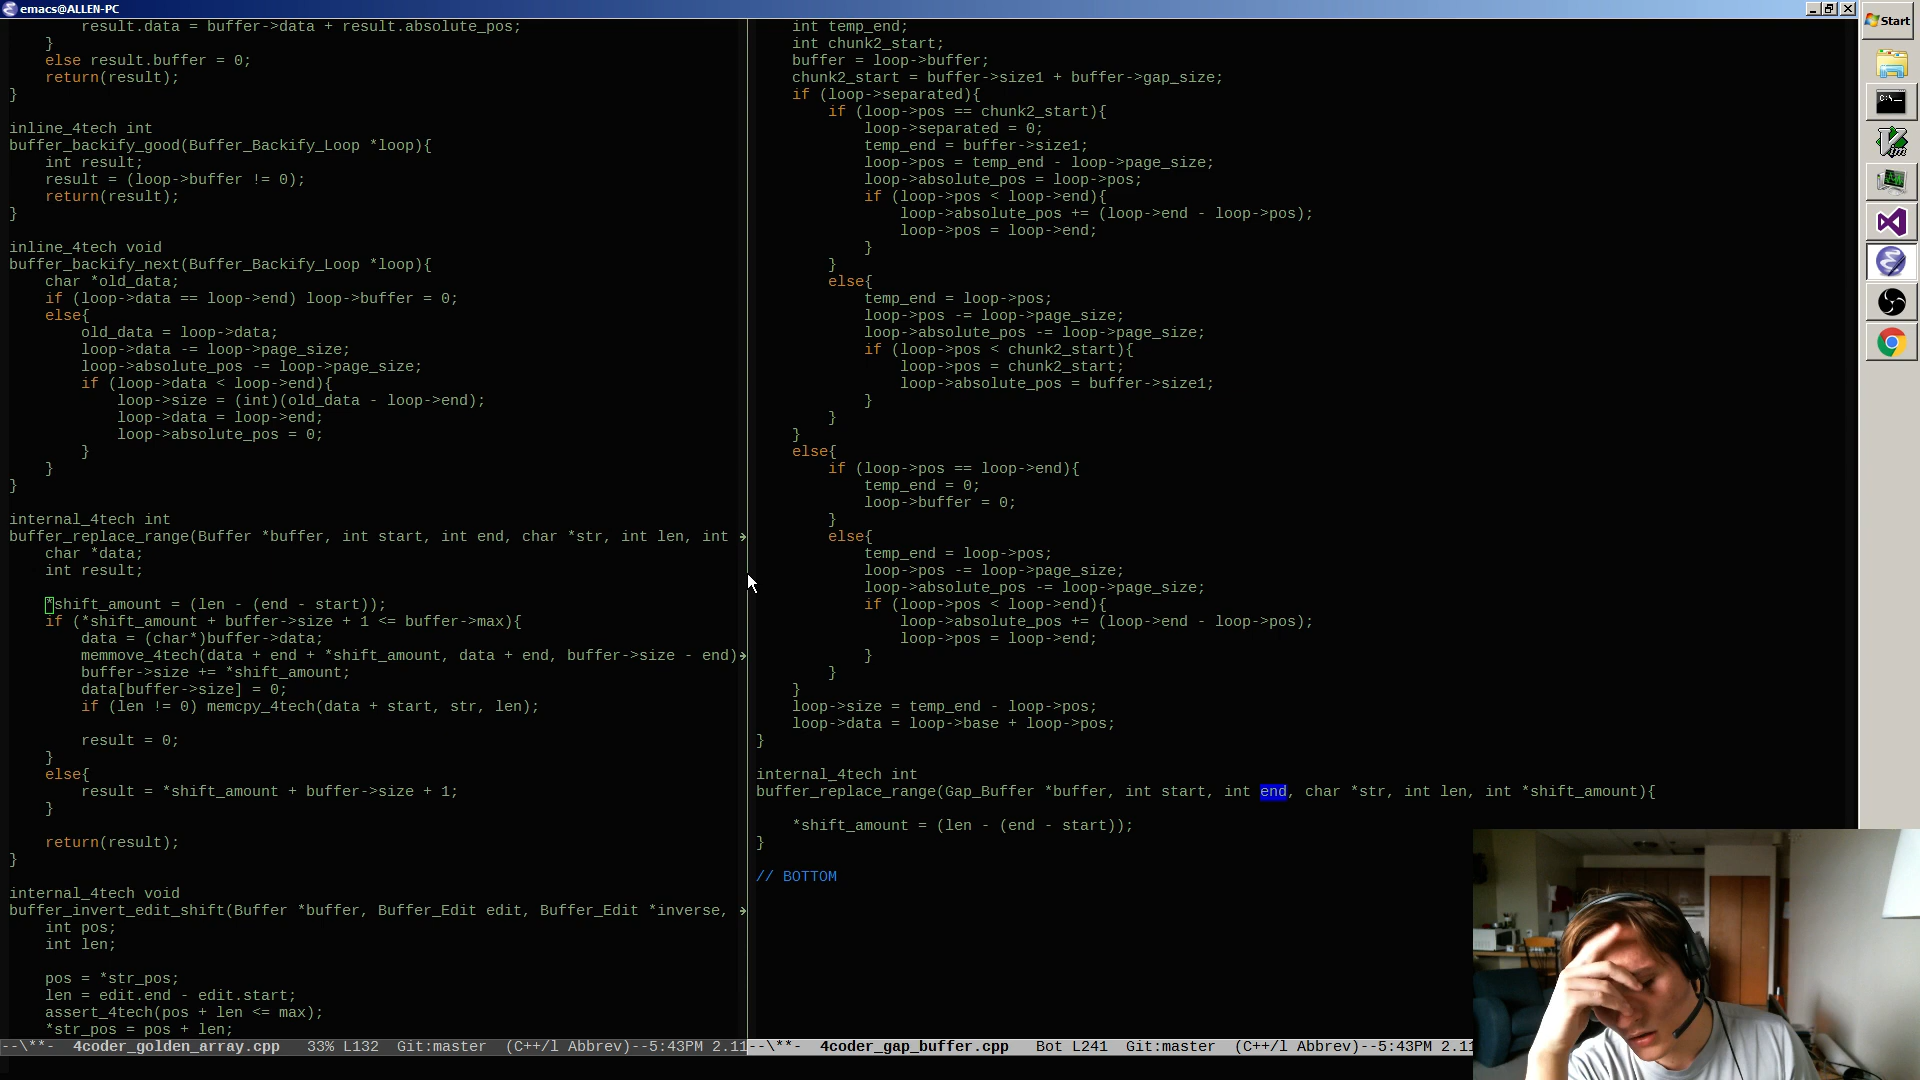 emacs@ALLEN-PC
result.data = buffer->data + result.absolute_pos;
}
else result.buffer = 0;
return(result);
}
inline_4tech int
buffer_backify_good(Buffer_Backify_Loop *loop){
int result;
result = (loop->buffer != 0);
return(result);
}
inline_4tech void
buffer_backify_next(Buffer_Backify_Loop *loop){
char *old_data;
if (loop->data == loop->end) loop->buffer = 0;
else{
old_data = loop->data;
loop->data -= loop->page_size;
loop->absolute_pos -= loop->page_size;
if (loop->data < loop->end){
loop->size = (int)(old_data - loop->end);
loop->data = loop->end;
loop->absolute_pos = 0;
}
}
}
internal_4tech int
buffer_replace_range(Buffer *buffer, int start, int end, char *str, int len, int
char *data;
int result;
*shift_amount = (len - (end - start));
if (*shift_amount + buffer->size + 1 <= buffer->max){
data = (char*)buffer->data;
memmove_4tech(data + end + *shift_amount, data + end, buffer->size - end)
buffer->size += *shift_amount;
data[buffer->size] = 0;
if (len != 0) memcpy_4tech(data + start, str, len);
result = 0;
}
else{
result = *shift_amount + buffer->size + 1;
}
return(result);
}
internal_4tech void
buffer_invert_edit_shift(Buffer *buffer, Buffer_Edit edit, Buffer_Edit *inverse,
int pos;
int len;
pos = *str_pos;
len = edit.end - edit.start;
assert_4tech(pos + len <= max);
*str_pos = pos + len;
--\**- 4coder_golden_array.cpp 33% L132 Git:master (C++/l Abbrev)--5:43PM 2.11
int temp_end;
int chunk2_start;
buffer = loop->buffer;
chunk2_start = buffer->size1 + buffer->gap_size;
if (loop->separated){
if (loop->pos == chunk2_start){
loop->separated = 0;
temp_end = buffer->size1;
loop->pos = temp_end - loop->page_size;
loop->absolute_pos = loop->pos;
if (loop->pos < loop->end){
loop->absolute_pos += (loop->end - loop->pos);
loop->pos = loop->end;
}
}
else{
temp_end = loop->pos;
loop->pos -= loop->page_size;
loop->absolute_pos -= loop->page_size;
if (loop->pos < chunk2_start){
loop->pos = chunk2_start;
loop->absolute_pos = buffer->size1;
}
}
}
else{
if (loop->pos == loop->end){
temp_end = 0;
loop->buffer = 0;
}
else{
temp_end = loop->pos;
loop->pos -= loop->page_size;
loop->absolute_pos -= loop->page_size;
if (loop->pos < loop->end){
loop->absolute_pos += (loop->end - loop->pos);
loop->pos = loop->end;
}
}
}
loop->size = temp_end - loop->pos;
loop->data = loop->base + loop->pos;
}
internal_4tech int
buffer_replace_range(Gap_Buffer *buffer, int start, int end, char *str, int len, int *shift_amount){
*shift_amount = (len - (end - start));
}
// BOTTOM
--\**- 4coder_gap_buffer.cpp Bot L241 Git:master (C++/l Abbrev)--5:43PM 2.11
Start
C:\
Vim